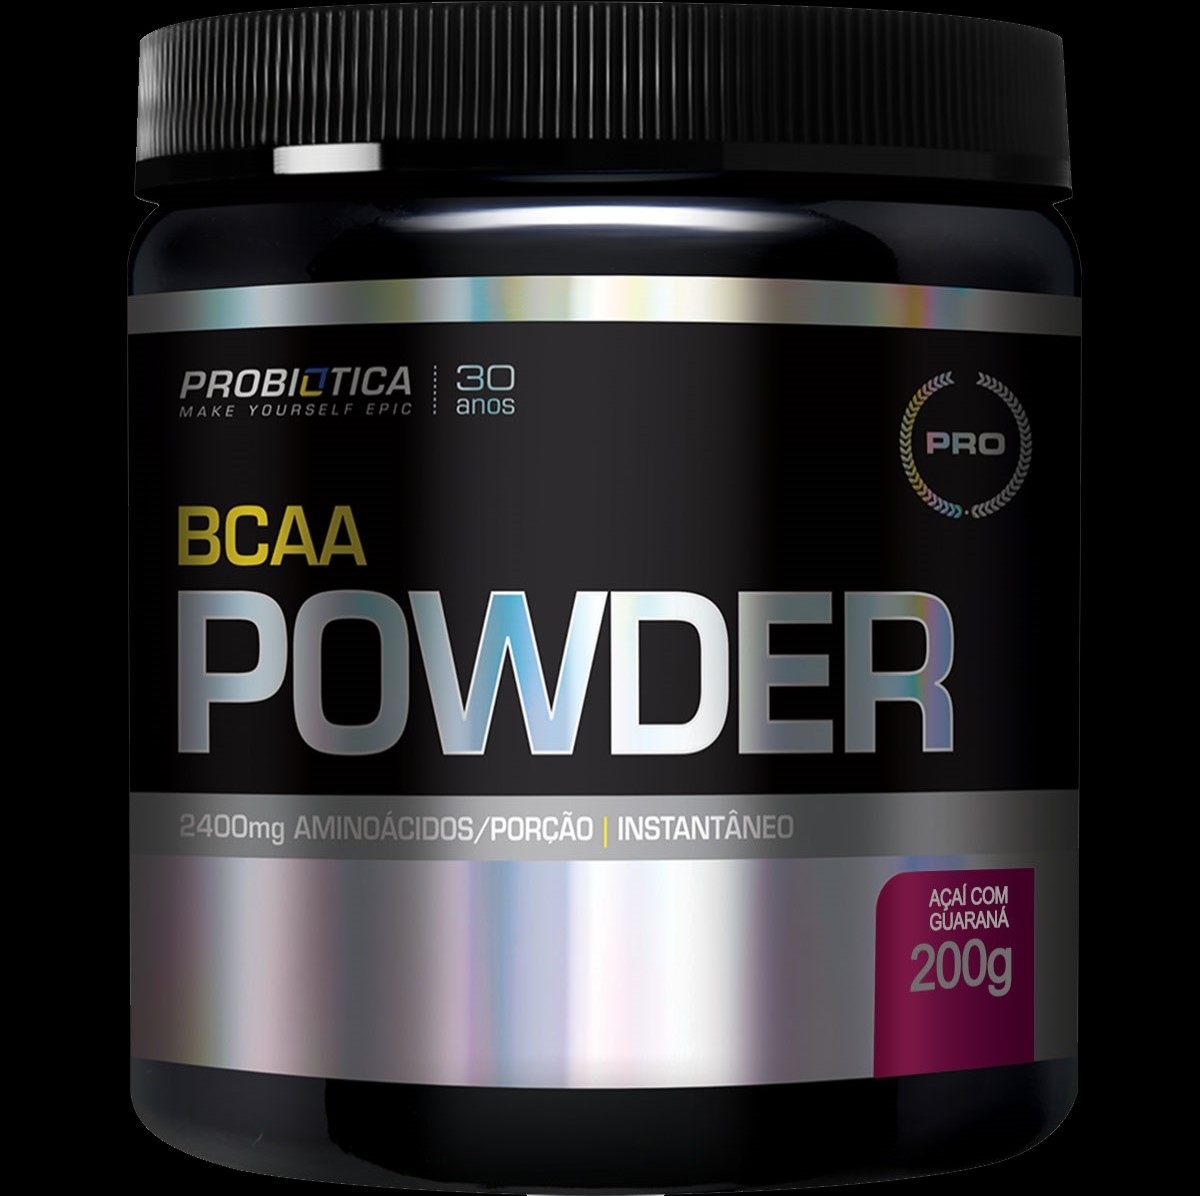 PROBIOTICA
MAKE YOURSELF EPIC
30
anos
PRO
BCAA
POWDER
2400mg AMINOÁCIDOS/PORÇÃO | INSTANTÂNEO
AÇAÍ COM
GUARANÁ
200g